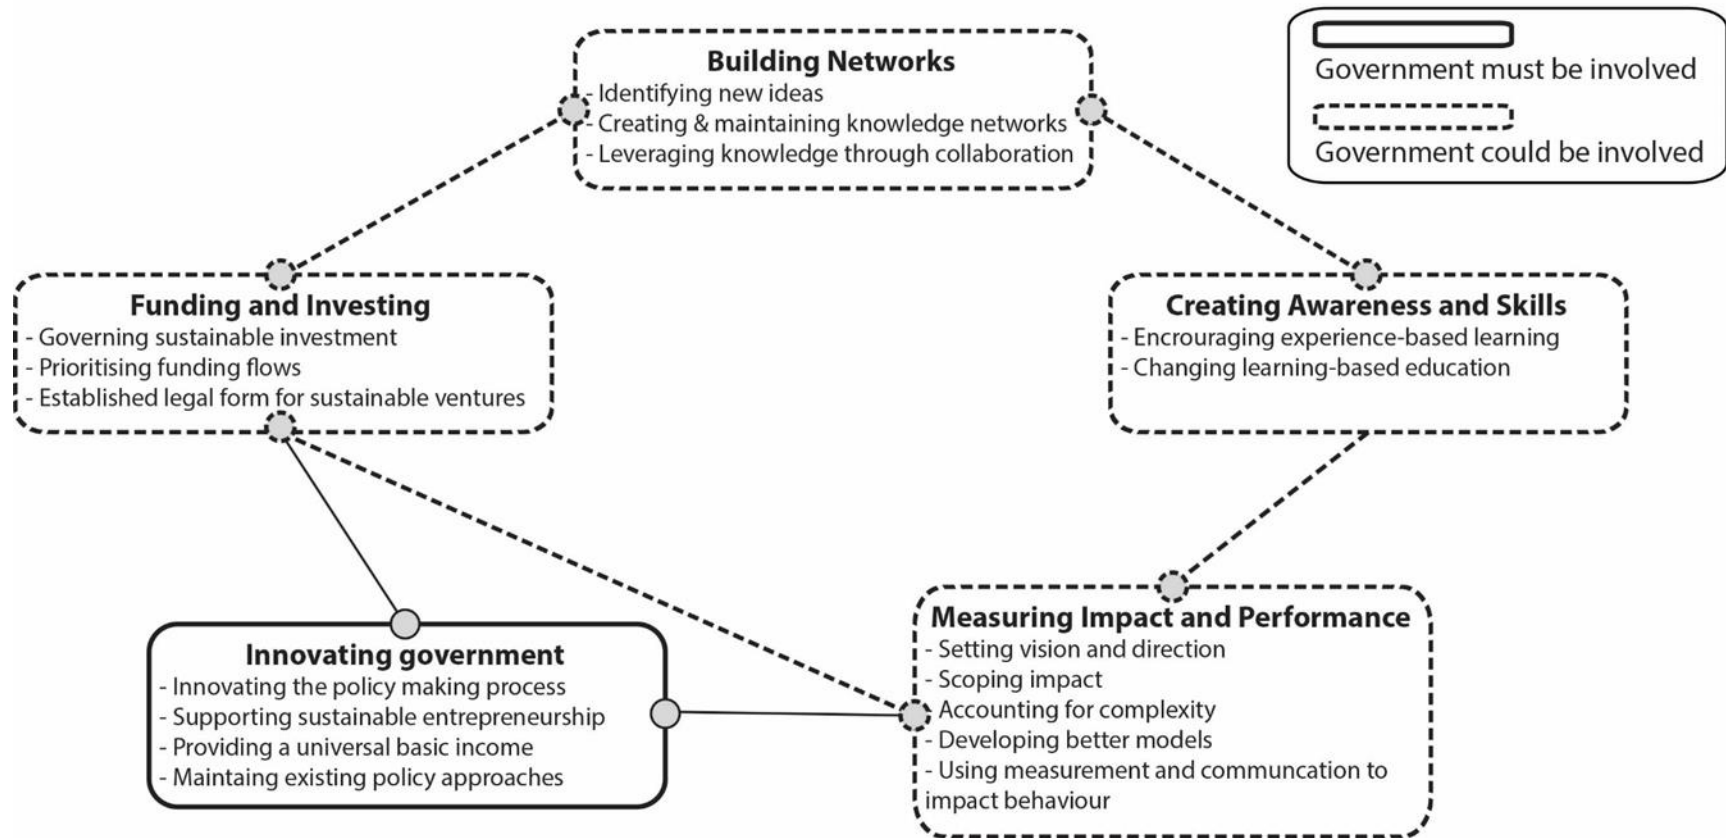 Building Networks
- Identifying new ideas
- Creating & maintaining knowledge networks
- Leveraging knowledge through collaboration
Government must be involved
Government could be involved
Funding and Investing
- Governing sustainable investment
- Prioritising funding flows
- Established legal form for sustainable ventures
Creating Awareness and Skills
- Encouraging experience-based learning
- Changing learning-based education
Innovating government
- Innovating the policy making process
- Supporting sustainable entrepreneurship
- Providing a universal basic income
- Maintaing existing policy approaches
Measuring Impact and Performance
- Setting vision and direction
- Scoping impact
- Accounting for complexity
- Developing better models
- Using measurement and communcation to
impact behaviour